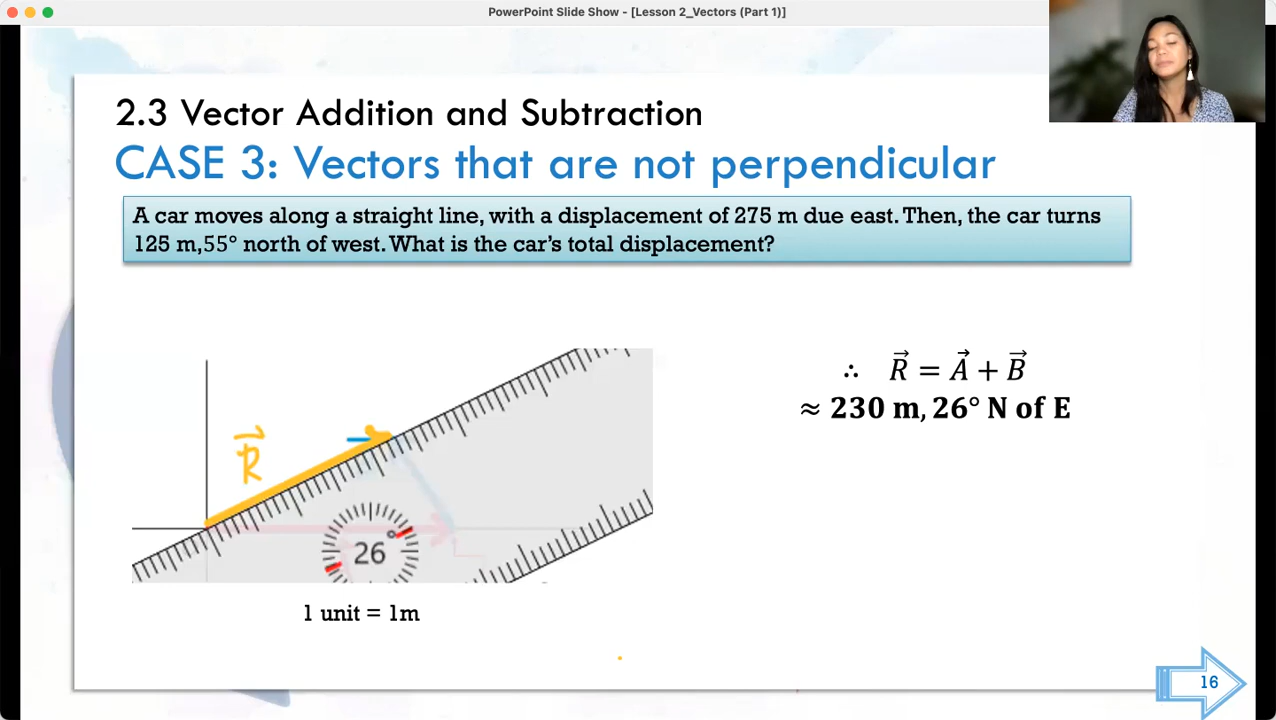 PowerPoint Slide Show - [Lesson 2_Vectors (Part 1)]
2.3 Vector Addition and Subtraction
CASE 3: Vectors that are not perpendicular
A car moves along a straight line, with a displacement of 275 m due east. Then, the car turns
125 m,55° north of west. What is the car's total displacement?
∴ R⃗ = A⃗ + B⃗
≈ 230 m, 26° N of E
R⃗
26°
1 unit = 1m
16